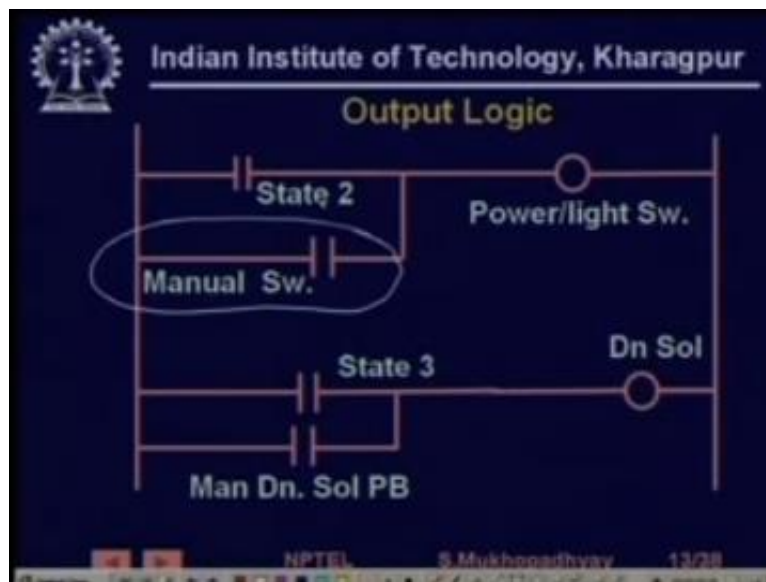 Indian Institute of Technology, Kharagpur
Output Logic
State 2
Power/light Sw.
Manual Sw.
State 3
Dn Sol
Man Dn. Sol PB
NPTEL S.Mukhopadhyay 13/28